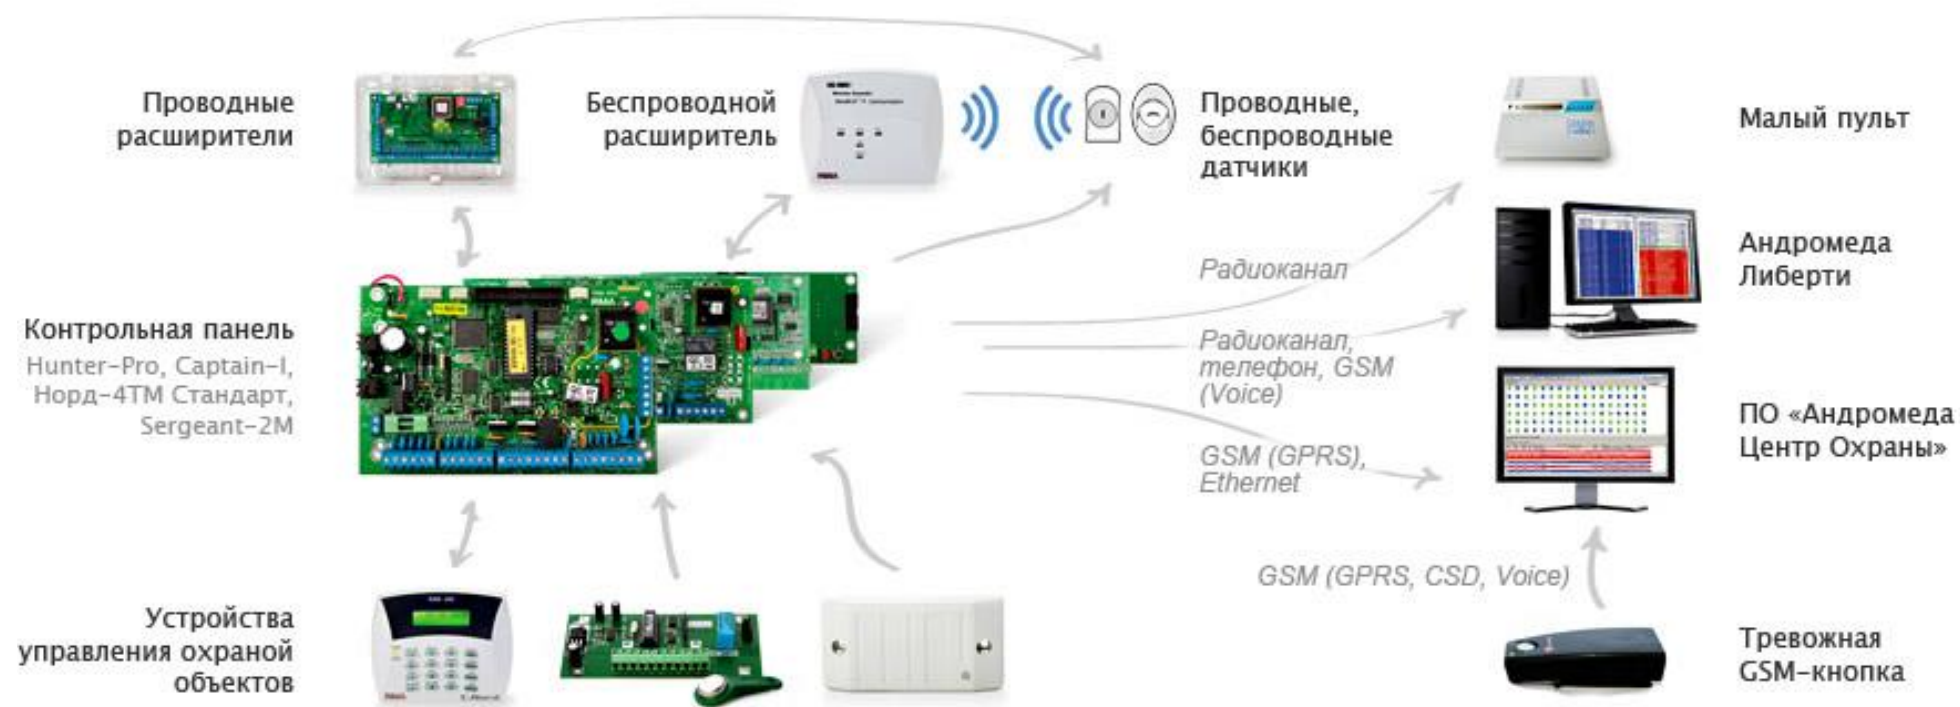 Проводные
расширители
Беспроводной
расширитель
Проводные,
беспроводные
датчики
Малый пульт
Андромеда
Либерти
Контрольная панель
Hunter-Pro, Captain-I,
Норд-4ТМ Стандарт,
Sergeant-2M
Радиоканал
Радиоканал,
телефон, GSM
(Voice)
GSM (GPRS),
Ethernet
ПО «Андромеда
Центр Охраны»
GSM (GPRS, CSD, Voice)
Устройства
управления охраной
объектов
Тревожная
GSM-кнопка